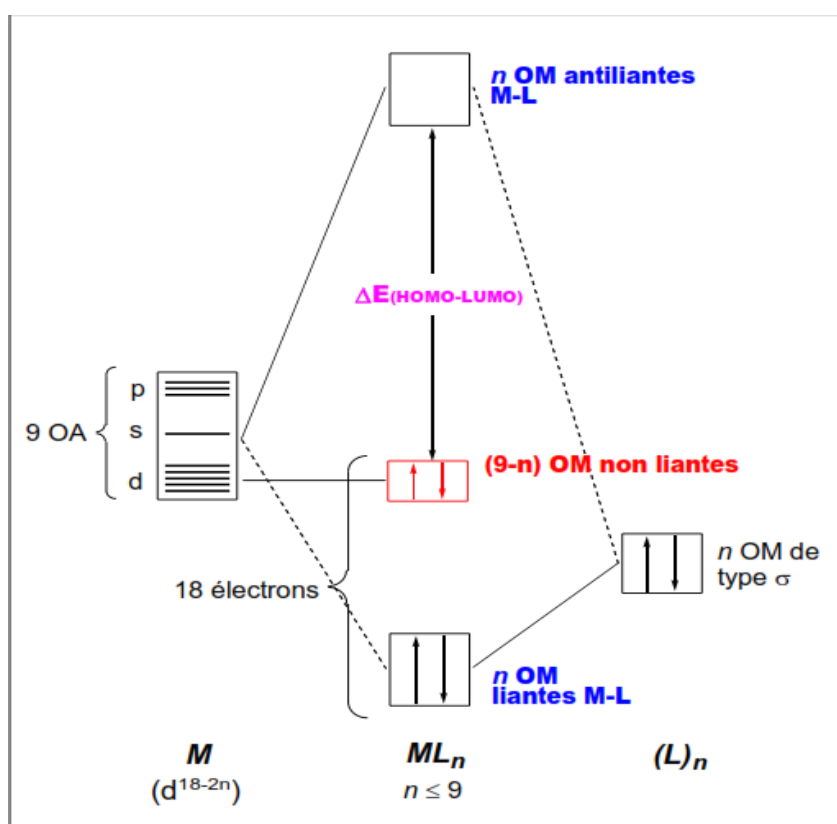 n OM antiliantes
M-L
ΔE(HOMO-LUMO)
9 OA
p
s
d
(9-n) OM non liantes
18 électrons
n OM de
type σ
n OM
liantes M-L
M
(d18-2n)
MLn
n ≤ 9
(L)n